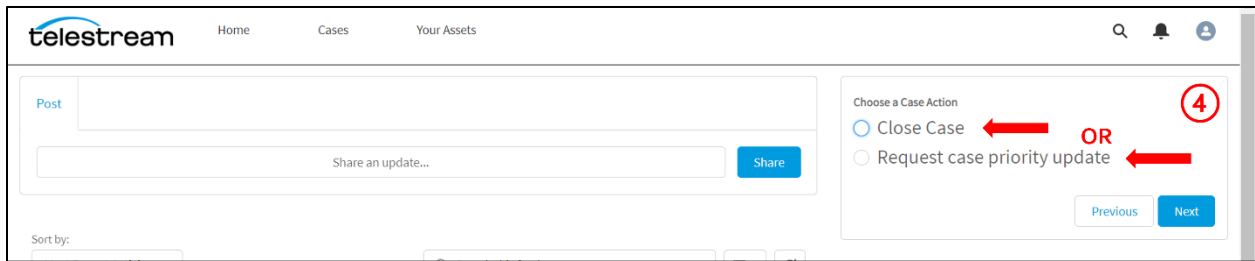 telestream
Home Cases Your Assets
Post
Share an update...
Share
Sort by:
Choose a Case Action
4
Close Case
OR
Request case priority update
Previous Next